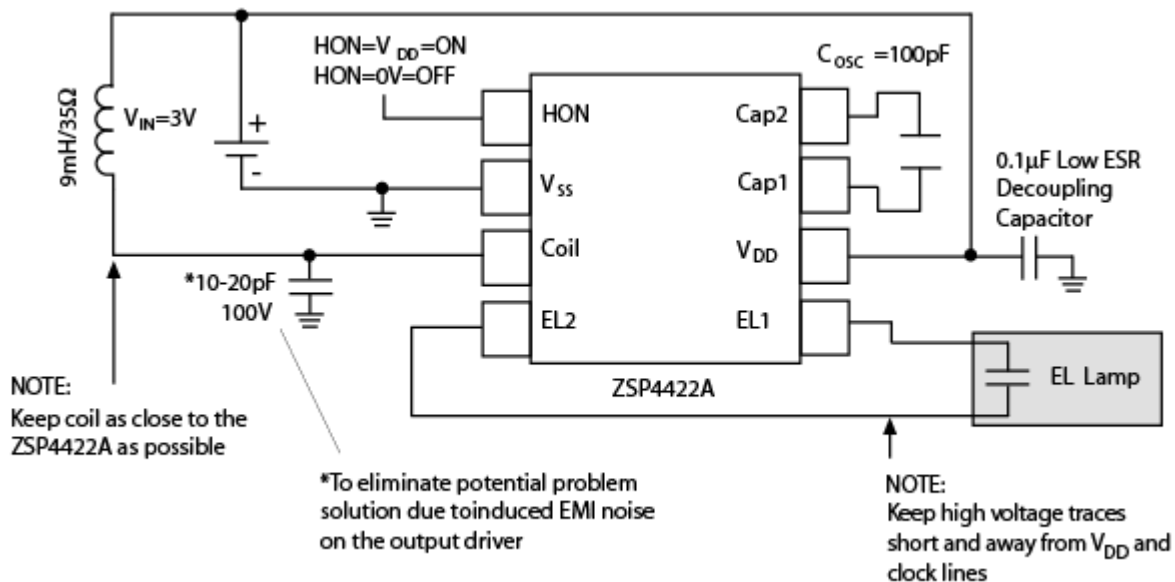 HON=V DD=ON
HON=0V=OFF
COSC =100pF
9mH/35Ω
VIN=3V
+
-
HON
Cap2
VSS
Cap1
0.1μF Low ESR
Decoupling
Capacitor
Coil
VDD
*10-20pF
100V
EL2
EL1
ZSP4422A
EL Lamp
NOTE:
Keep coil as close to the
ZSP4422A as possible
*To eliminate potential problem
solution due toinduced EMI noise
on the output driver
NOTE:
Keep high voltage traces
short and away from VDD and
clock lines